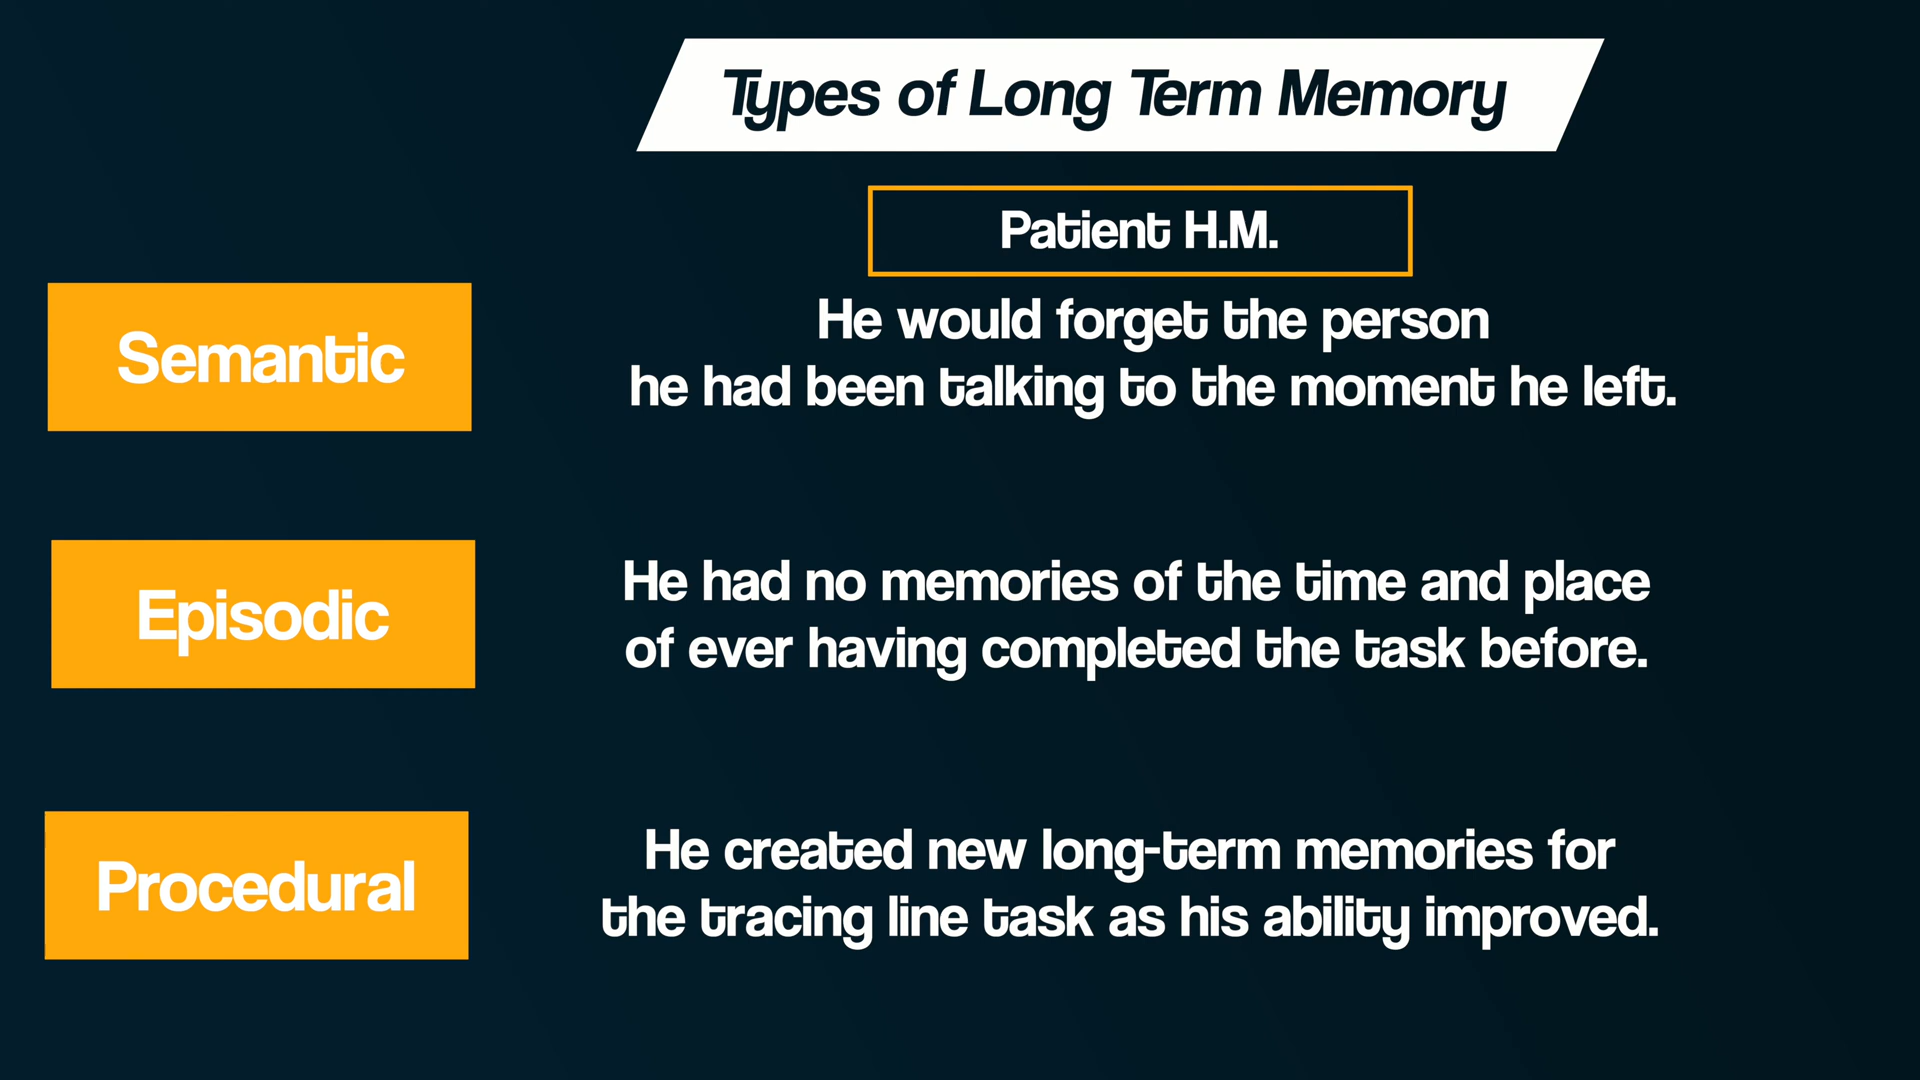 Types of Long Term Memory
Patient H.M.
Semantic
He would forget the person
he had been talking to the moment he left.
Episodic
He had no memories of the time and place
of ever having completed the task before.
Procedural
He created new long-term memories for
the tracing line task as his ability improved.